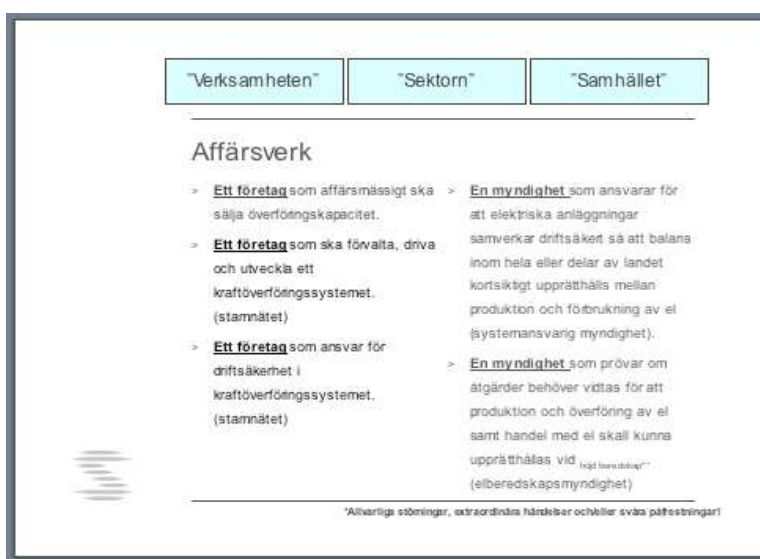 "Verksamheten" "Sektorn" "Samhället"
Affärsverk
> Ett företag som affärsmässigt ska
sälja överföringskapacitet.
> Ett företag som ska förvalta, driva
och utveckla ett
kraftöverföringssystemet.
(stamnätet)
> Ett företag som ansvar för
driftsäkerhet i
kraftöverföringssystemet.
(stamnätet)
> En myndighet som ansvarar för
att elektriska anläggningar
samverkar driftsäkert så att balans
inom hela eller delar av landet
kortsiktigt upprätthålls mellan
produktion och förbrukning av el
(systemansvarig myndighet).
> En myndighet som prövar om
åtgärder behöver vidtas för att
produktion och överföring av el
samt handel med el skall kunna
upprätthållas vid höjd beredskap"
(elberedskapsmyndighet)
"Allvarliga störningar, extraordinära händelser och/eller svåra påfrestningar!